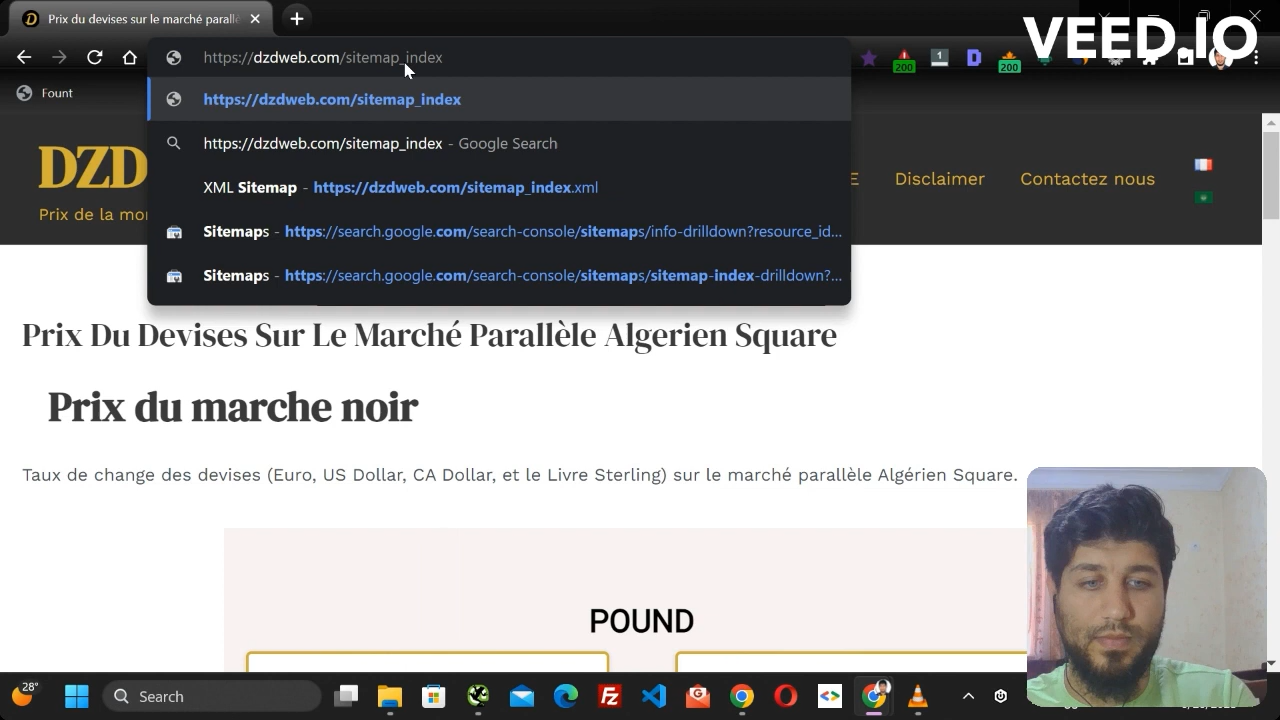 Prix du devises sur le marché parall
VEED.IO
https://dzdweb.com/sitemap_index
200
1
200
Fount
https://dzdweb.com/sitemap_index
https://dzdweb.com/sitemap_index - Google Search
XML Sitemap - https://dzdweb.com/sitemap_index.xml
Sitemaps - https://search.google.com/search-console/sitemaps/info-drilldown?resource_id...
Sitemaps - https://search.google.com/search-console/sitemaps/sitemap-index-drilldown?...
DZD
E
Disclaimer
Contactez nous
Prix de la mo
Prix Du Devises Sur Le Marché Parallèle Algerien Square
Prix du marche noir
Taux de change des devises (Euro, US Dollar, CA Dollar, et le Livre Sterling) sur le marché parallèle Algérien Square.
POUND
28°
Search